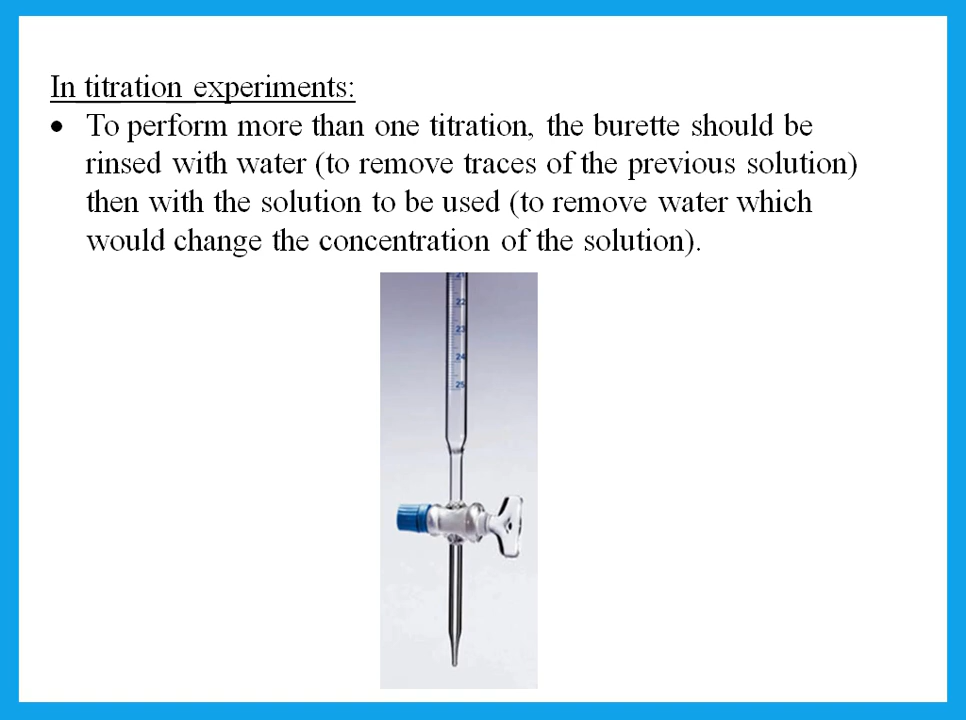 In titration experiments:
• To perform more than one titration, the burette should be
rinsed with water (to remove traces of the previous solution)
then with the solution to be used (to remove water which
would change the concentration of the solution).
21
22
23
24
25